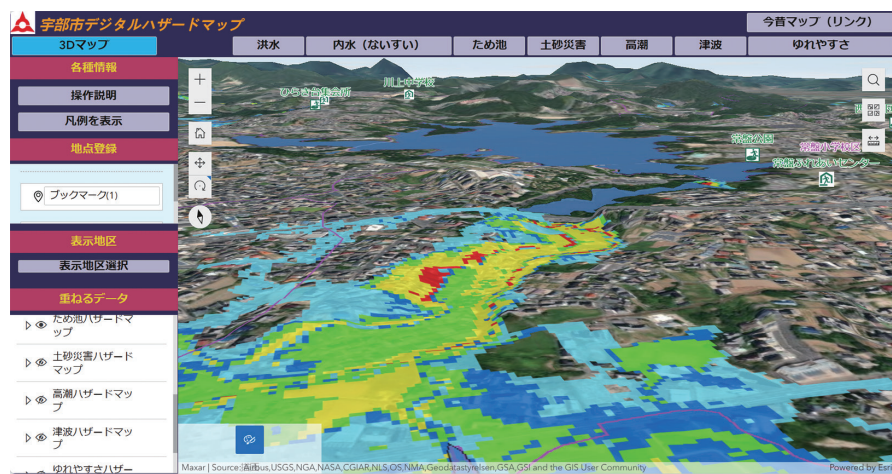 宇部市デジタルハザードマップ
今昔マップ（リンク）
3Dマップ
洪水
内水（ないすい）
ため池
土砂災害
高潮
津波
ゆれやすさ
各種情報
操作説明
凡例を表示
地点登録
ブックマーク(1)
表示地区
表示地区選択
重ねるデータ
ため池ハザードマ
ップ
土砂災害ハザード
マップ
高潮ハザードマッ
プ
津波ハザードマッ
プ
ゆれやすさハザー
川上中学校
ひらき台集会所
常盤公園
常盤小学校区
常盤ふれあいセンター
Maxar | Source: Airbus,USGS,NGA,NASA,CGIAR,NLS,OS,NMA,Geodatastyrelsen,GSA,GSI and the GIS User Community
Powered by Esri